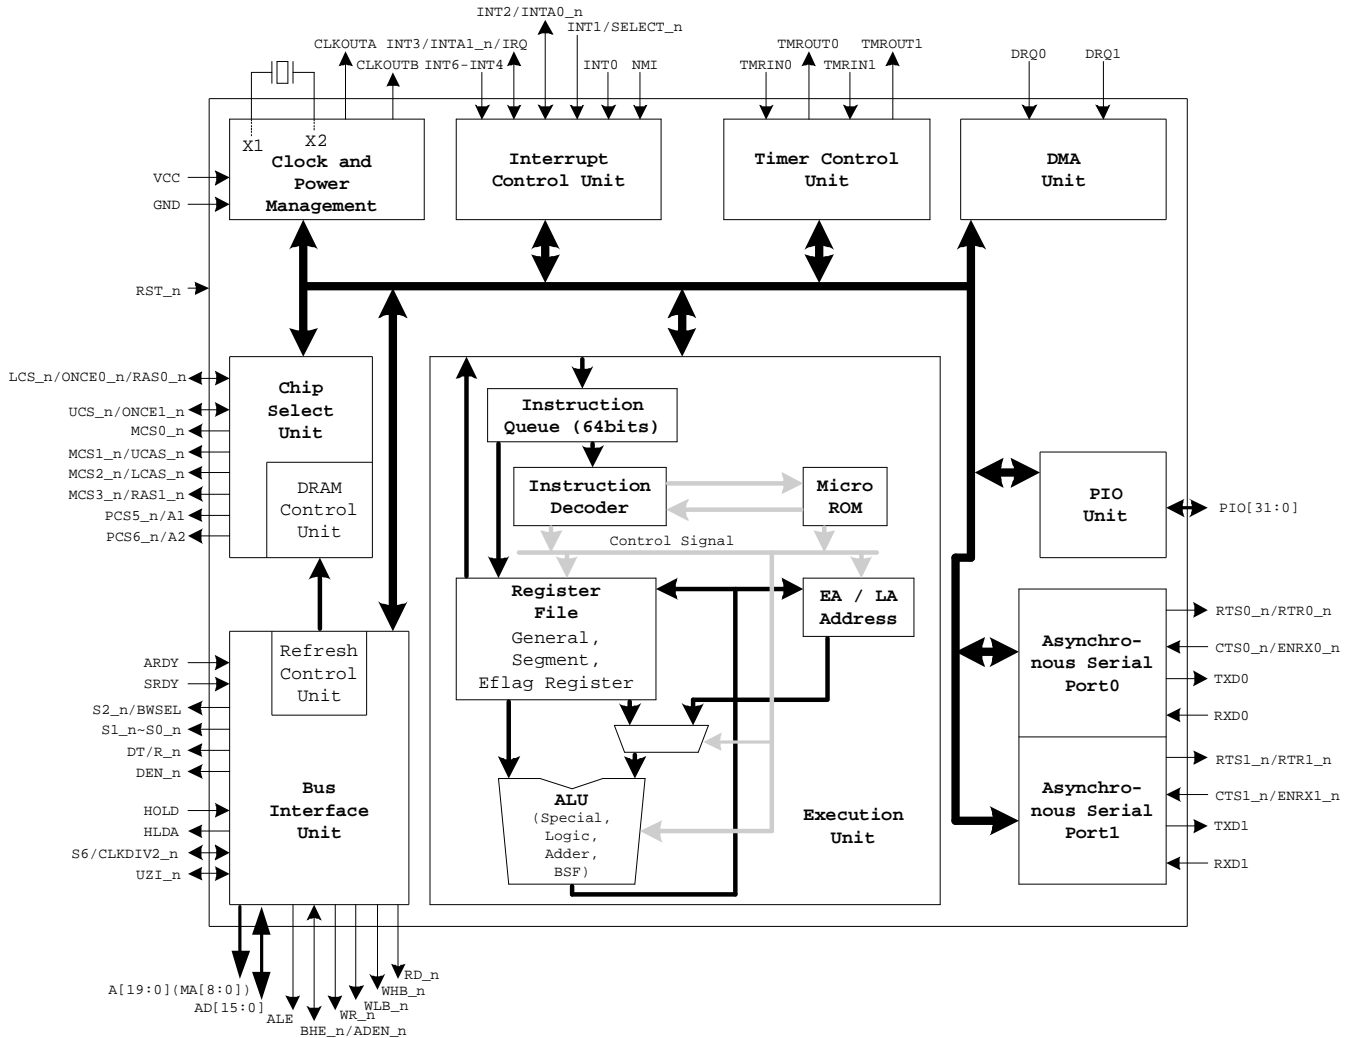 INT2/INTA0_n
INT1/SELECT_n
CLKOUTA
INT3/INTA1_n/IRQ
TMROUT0
TMROUT1
CLKOUTB
INT6-INT4
INT0
NMI
TMRIN0
TMRIN1
DRQ0
DRQ1
X1
X2
Clock and
Power
Management
Interrupt
Control Unit
Timer Control
Unit
DMA
Unit
VCC
GND
RST_n
LCS_n/ONCE0_n/RAS0_n
UCS_n/ONCE1_n
MCS0_n
MCS1_n/UCAS_n
MCS2_n/LCAS_n
MCS3_n/RAS1_n
PCS5_n/A1
PCS6_n/A2
Chip
Select
Unit
DRAM
Control
Unit
Instruction
Queue (64bits)
Instruction
Decoder
Micro
ROM
Control Signal
Register
File
General,
Segment,
Eflag Register
EA / LA
Address
ALU
(Special,
Logic,
Adder,
BSF)
Execution
Unit
PIO
Unit
PIO[31:0]
Asynchro-
nous Serial
Port0
RTS0_n/RTR0_n
CTS0_n/ENRX0_n
TXD0
RXD0
Asynchro-
nous Serial
Port1
RTS1_n/RTR1_n
CTS1_n/ENRX1_n
TXD1
RXD1
Refresh
Control
Unit
Bus
Interface
Unit
ARDY
SRDY
S2_n/BWSEL
S1_n~S0_n
DT/R_n
DEN_n
HOLD
HLDA
S6/CLKDIV2_n
UZI_n
A[19:0](MA[8:0])
AD[15:0]
ALE
BHE_n/ADEN_n
WR_n
WLB_n
WHB_n
RD_n